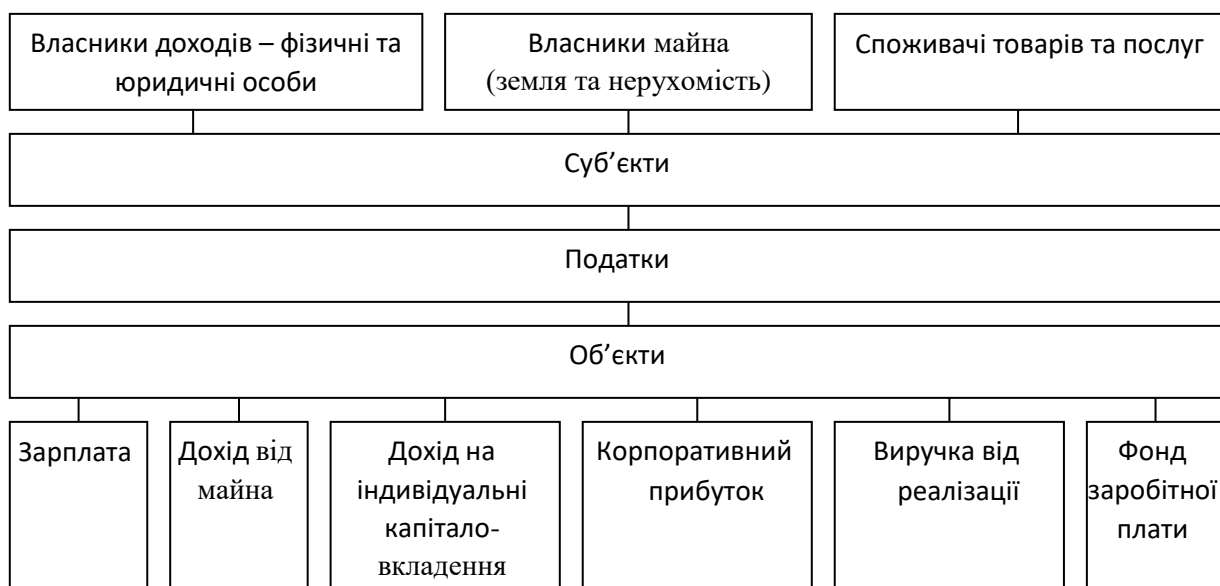 Власники доходів – фізичні та
юридичні особи
Власники майна
(земля та нерухомість)
Споживачі товарів та послуг
Суб’єкти
Податки
Об’єкти
Зарплата
Дохід від
майна
Дохід на
індивідуальні
капітало-
вкладення
Корпоративний
прибуток
Виручка від
реалізації
Фонд
заробітної
плати